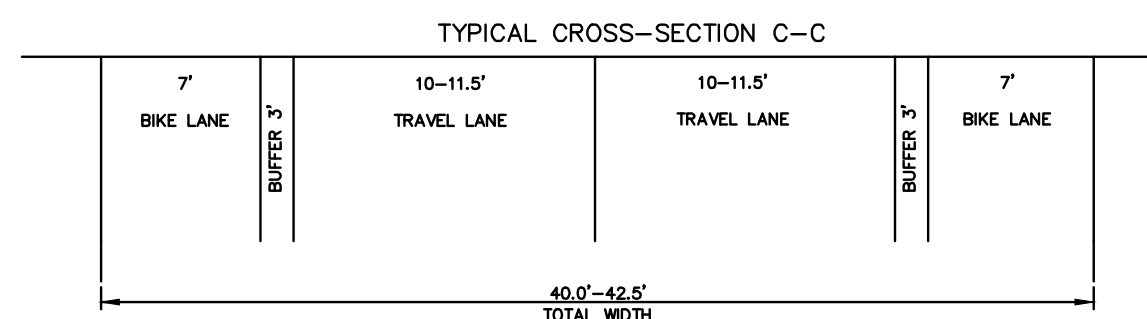 TYPICAL CROSS-SECTION C-C
7'
BIKE LANE
BUFFER 3'
10-11.5'
TRAVEL LANE
10-11.5'
TRAVEL LANE
BUFFER 3'
7'
BIKE LANE
40.0'-42.5'
TOTAL WIDTH